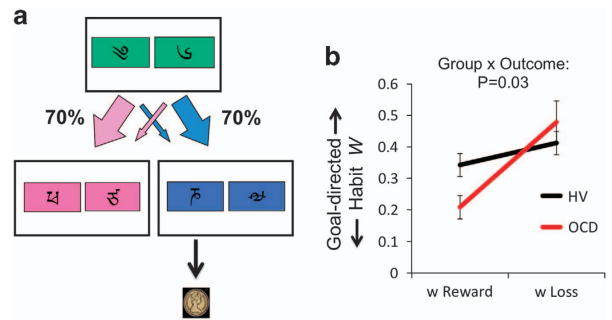 a
70%
70%
b
Group x Outcome:
P=0.03
Goal-directed
Habit W
0.6
0.5
0.4
0.3
0.2
0.1
0
HV
OCD
w Reward
w Loss